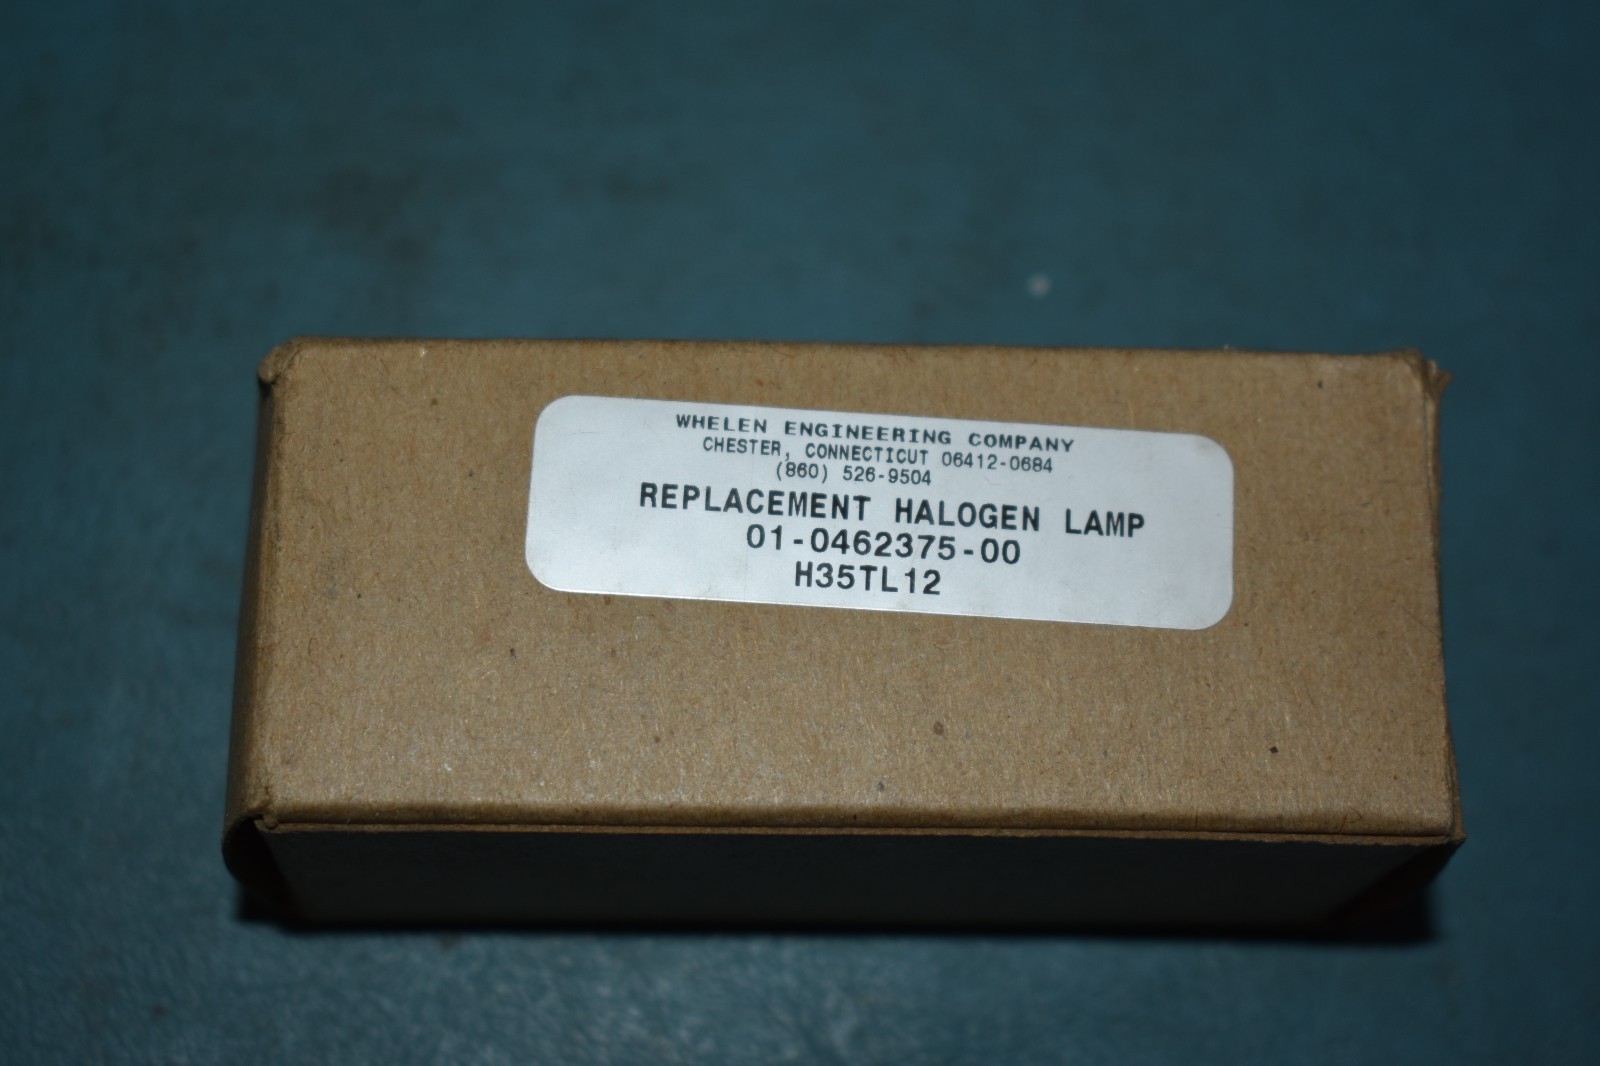 WHELEN ENGINEERING COMPANY
CHESTER, CONNECTICUT 06412-0684
(860) 526-9504
REPLACEMENT HALOGEN LAMP
01-0462375-00
H35TL12